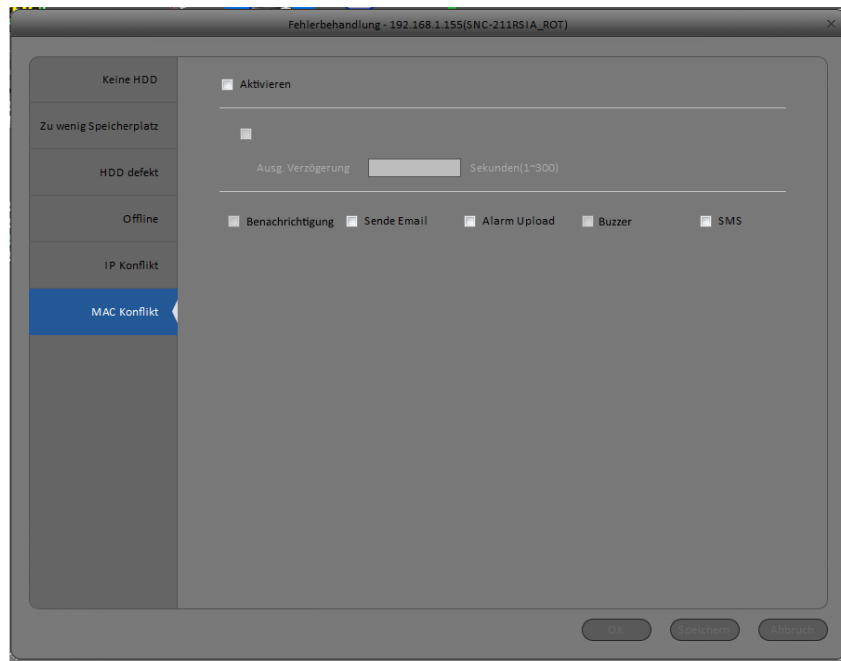 Fehlerbehandlung - 192.168.1.155(SNC-211RSIA_ROT)
Keine HDD
Zu wenig Speicherplatz
HDD defekt
Offline
IP Konflikt
MAC Konflikt
Aktivieren
Ausg. Verzögerung Sekunden(1~300)
Benachrichtigung Sende Email Alarm Upload Buzzer SMS
OK Speichern Abbruch